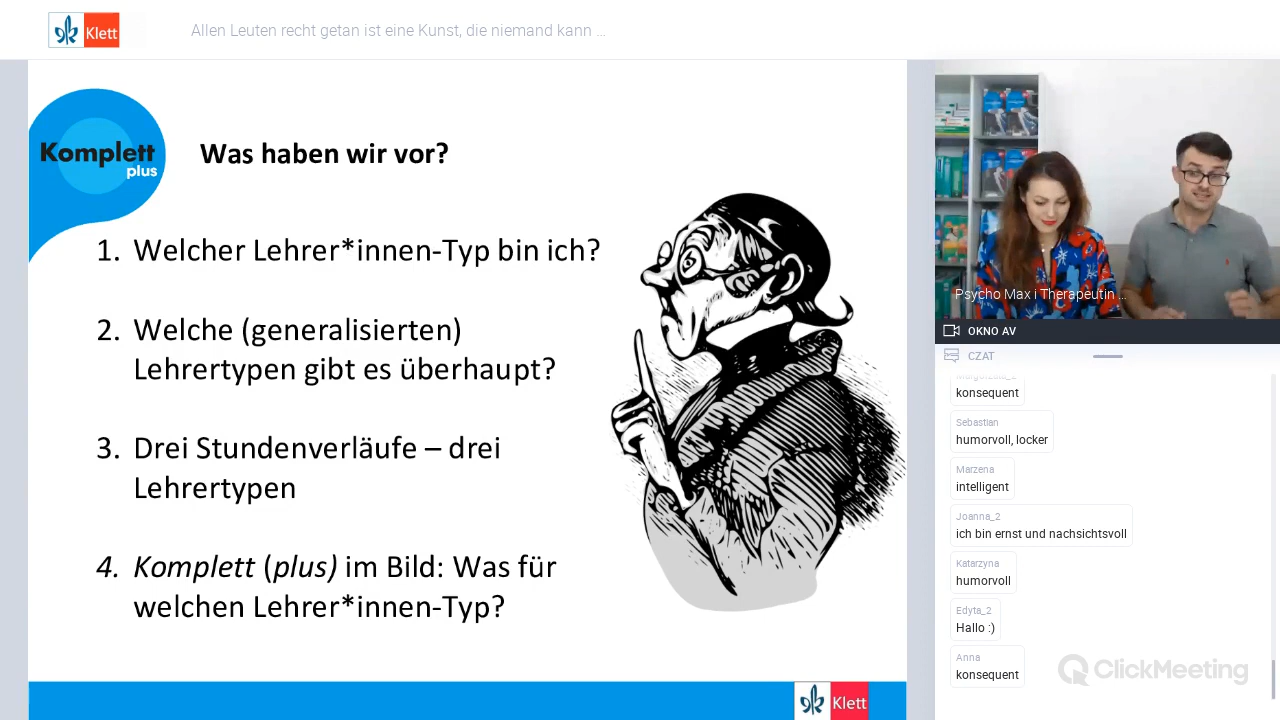 Klett
Allen Leuten recht getan ist eine Kunst, die niemand kann ...
Komplett
plus
Was haben wir vor?
1. Welcher Lehrer*innen-Typ bin ich?
2. Welche (generalisierten)
Lehrertypen gibt es überhaupt?
3. Drei Stundenverläufe – drei
Lehrertypen
4. Komplett (plus) im Bild: Was für
welchen Lehrer*innen-Typ?
Klett
Psycho Max i Therapeutin ...
OKNO AV
CZAT
konsequent
Sebastian
humorvoll, locker
Marzena
intelligent
Joanna_2
ich bin ernst und nachsichtsvoll
Katarzyna
humorvoll
Edyta_2
Hallo :)
Anna
konsequent
ClickMeeting